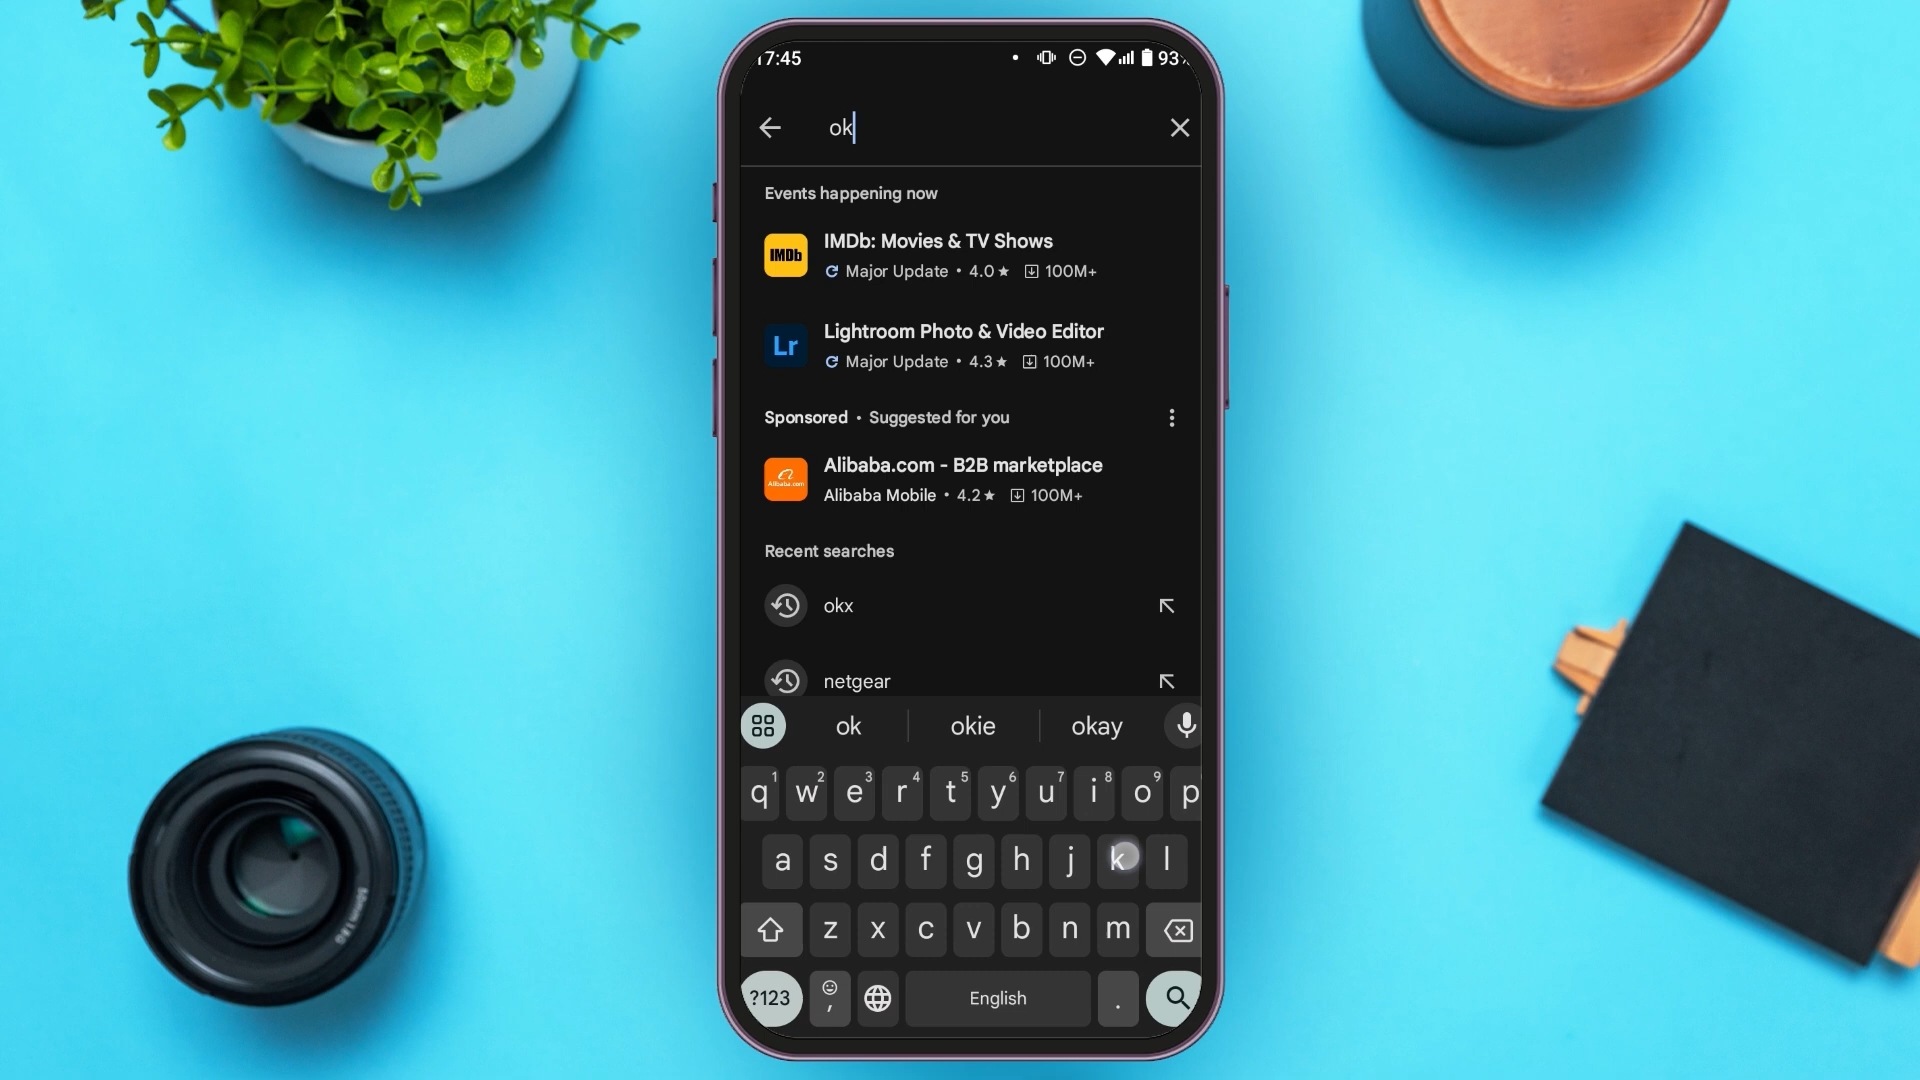 17:45
93%
ok
Events happening now
IMDb
IMDb: Movies & TV Shows
Major Update • 4.0★ 100M+
Lr
Lightroom Photo & Video Editor
Major Update • 4.3★ 100M+
Sponsored • Suggested for you
Alibaba.com
Alibaba.com - B2B marketplace
Alibaba Mobile • 4.2★ 100M+
Recent searches
okx
netgear
ok okie okay
1 2 3 4 5 6 7 8 9
q w e r t y u i o p
a s d f g h j k l
z x c v b n m
?123 , English .